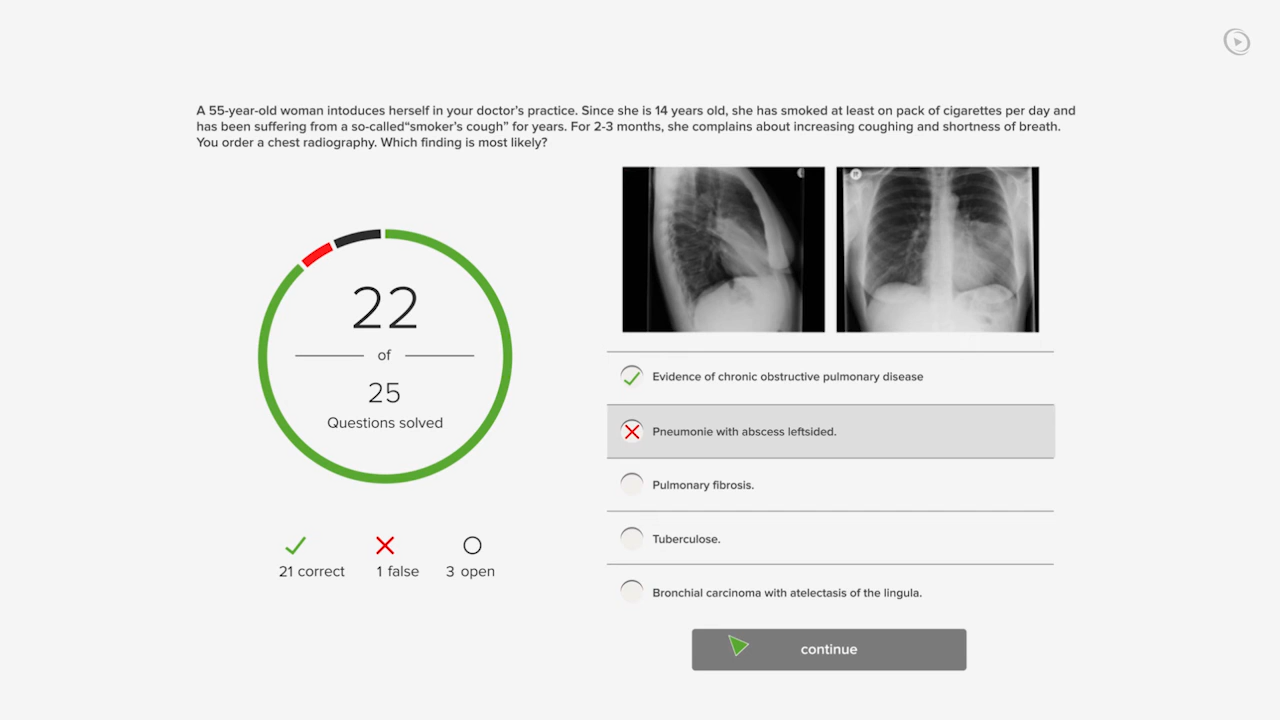 A 55-year-old woman intoduces herself in your doctor's practice. Since she is 14 years old, she has smoked at least on pack of cigarettes per day and
has been suffering from a so-called“smoker's cough” for years. For 2-3 months, she complains about increasing coughing and shortness of breath.
You order a chest radiography. Which finding is most likely?
22
of
25
Questions solved
21 correct
1 false
3 open
Evidence of chronic obstructive pulmonary disease
Pneumonie with abscess leftsided.
Pulmonary fibrosis.
Tuberculose.
Bronchial carcinoma with atelectasis of the lingula.
continue